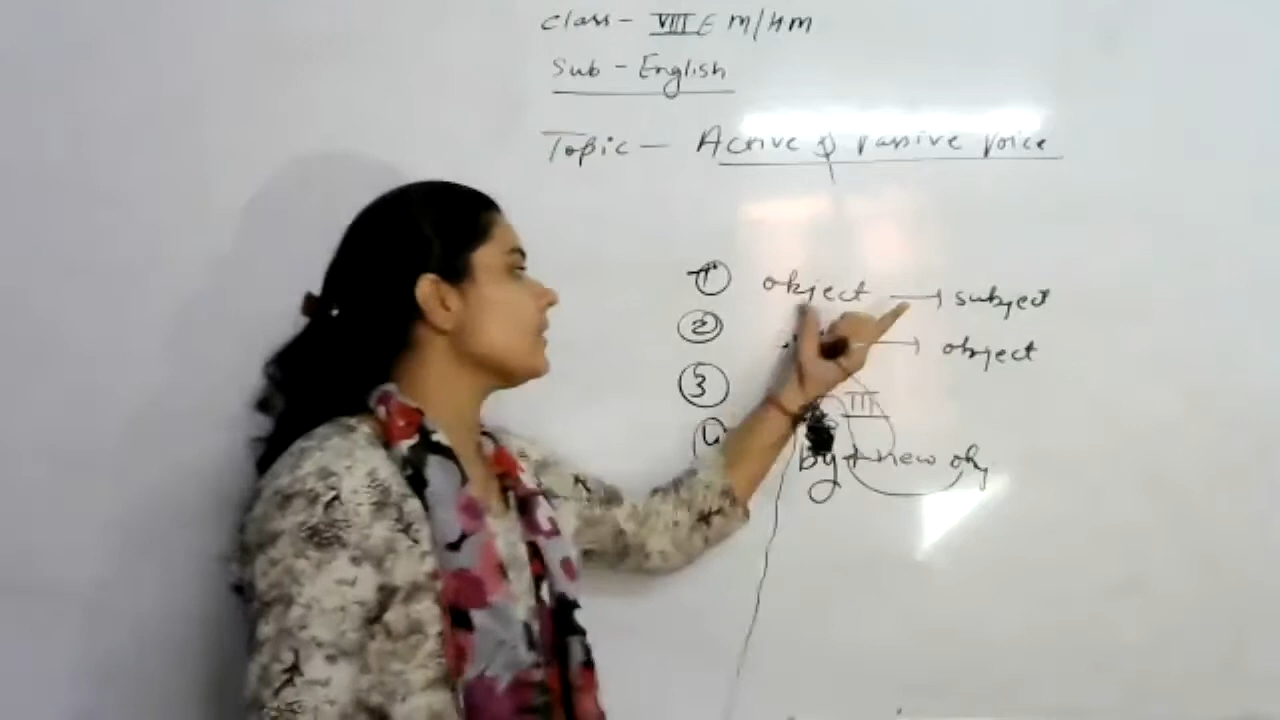 Class - VIII E M/HM
Sub - English
Topic - Active & Passive Voice
① object → subject
② → object
③ III
④ by + new obj